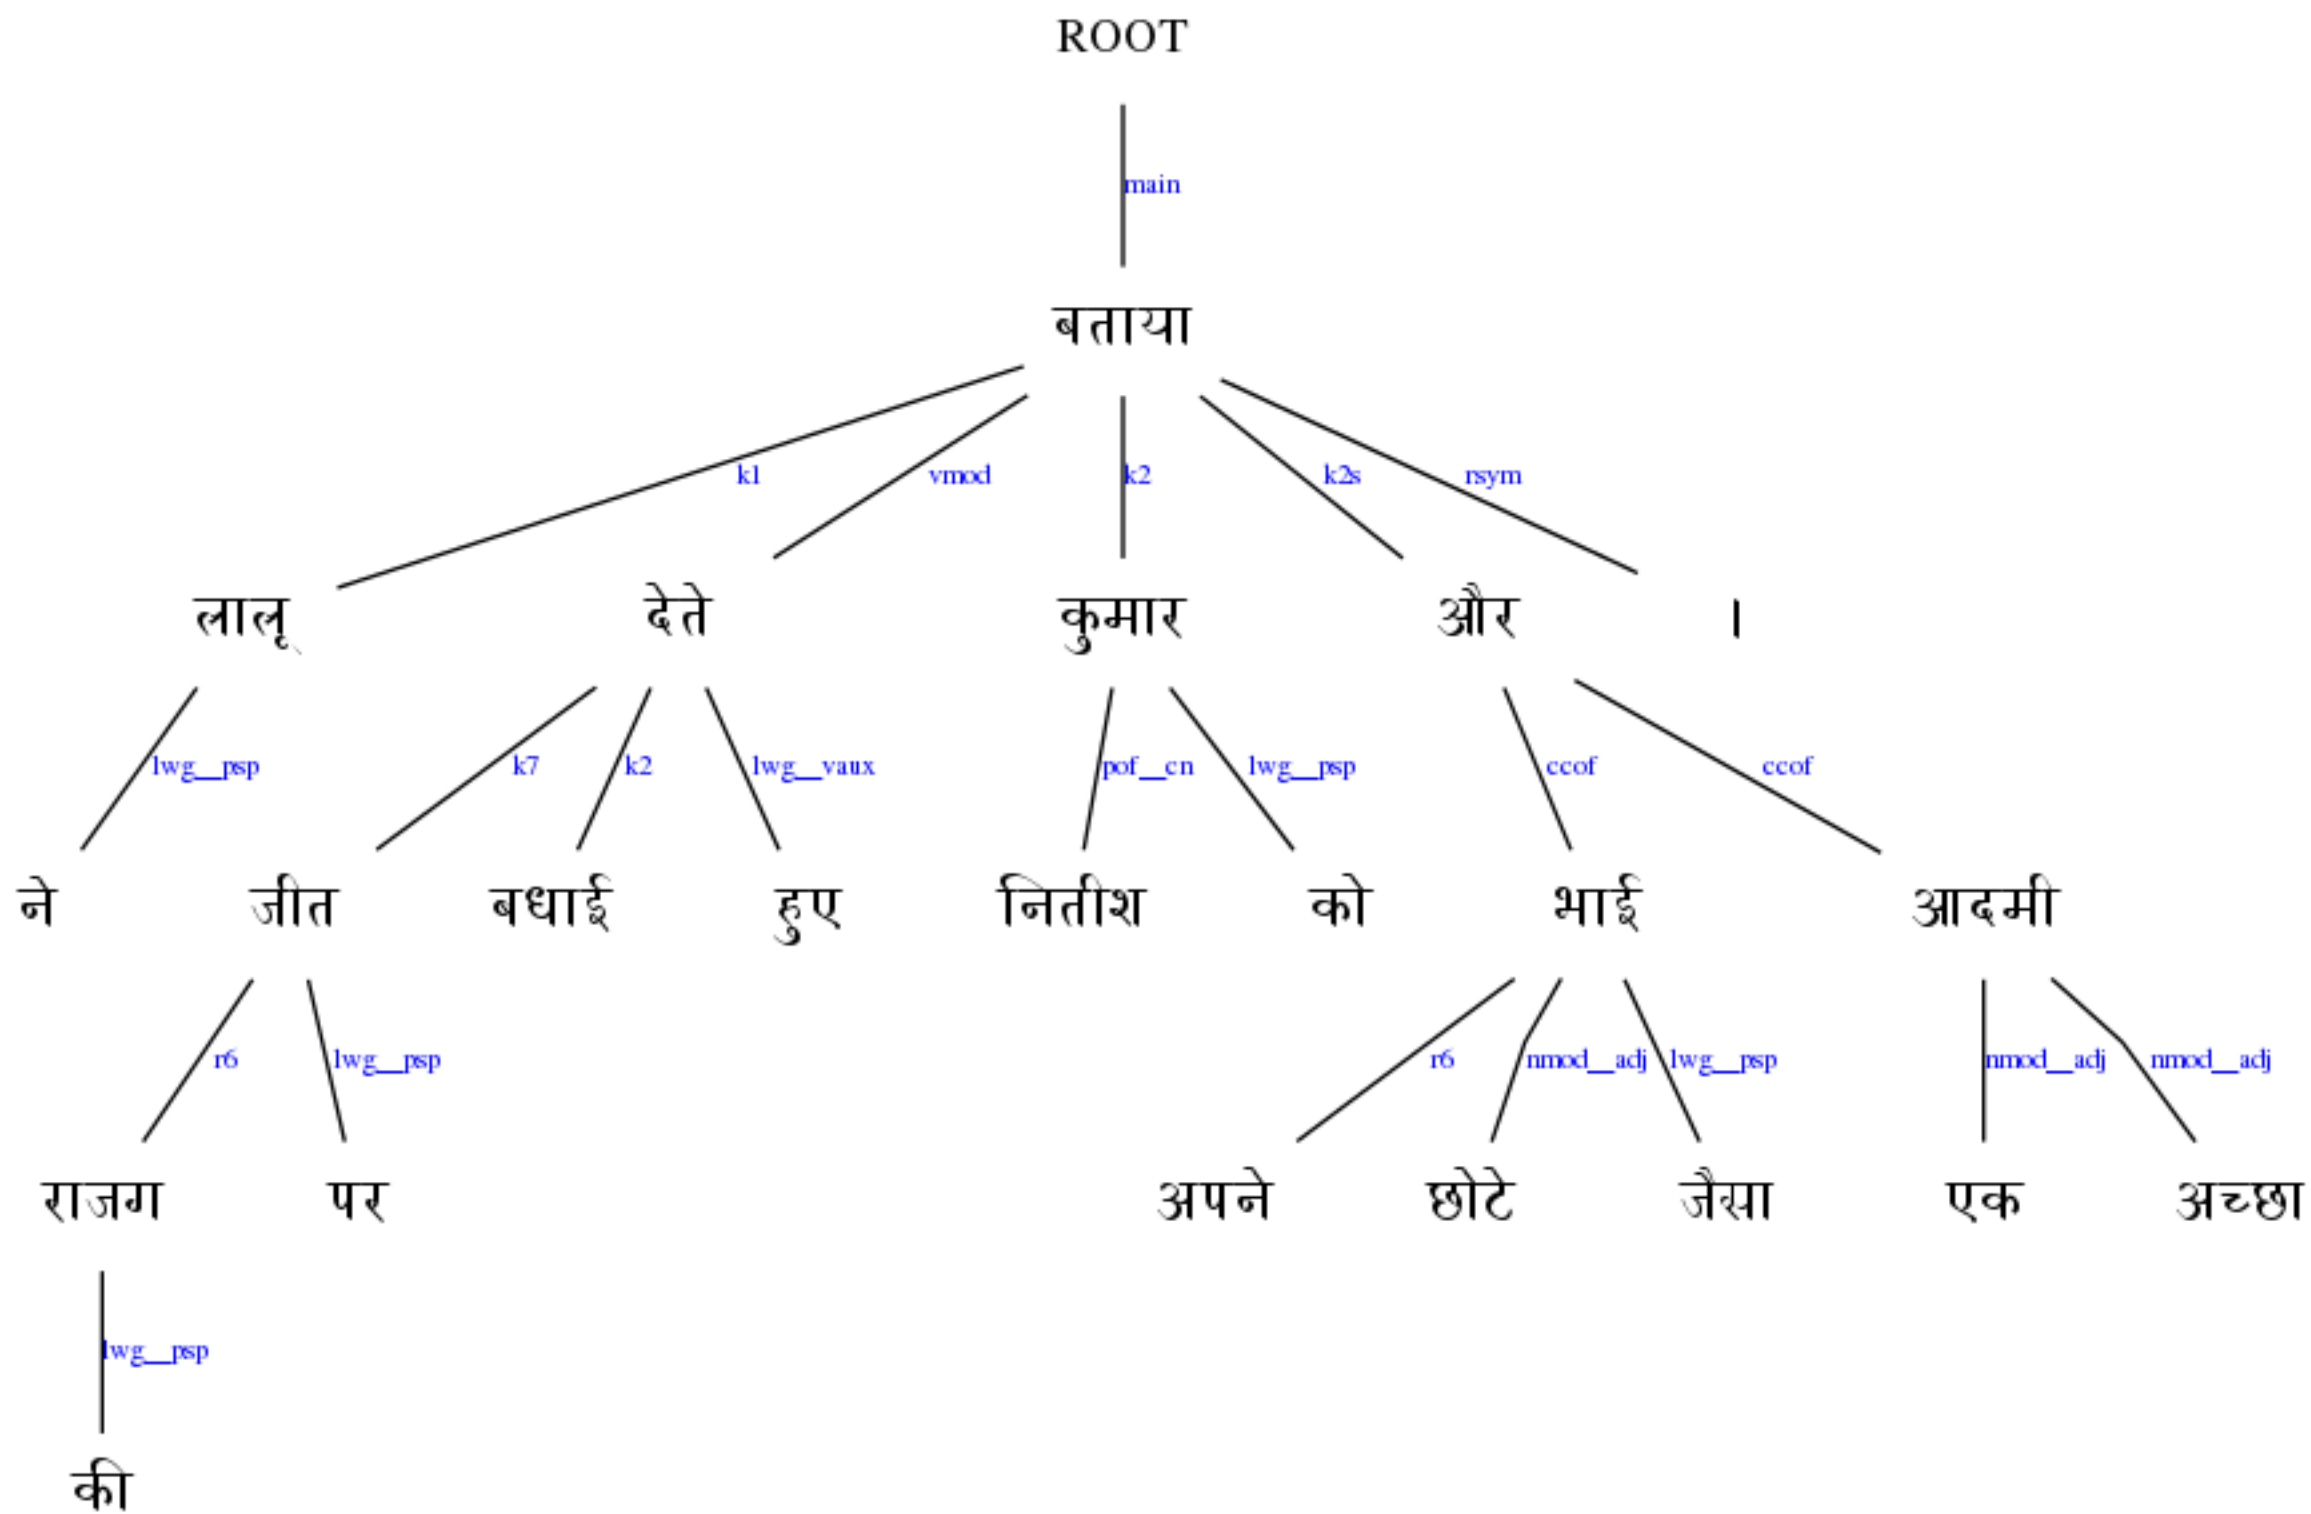 ROOT
main
बताया
k1 vmod k2 k2s rsym
लालू देते कुमार और ।
lwg__psp k7 k2 lwg__vaux pof__cn lwg__psp ccof ccof
ने जीत बधाई हुए नितीश को भाई आदमी
r6 lwg__psp r6 nmod__adj lwg__psp nmod__adj nmod__adj
राजग पर अपने छोटे जैसा एक अच्छा
lwg__psp
की